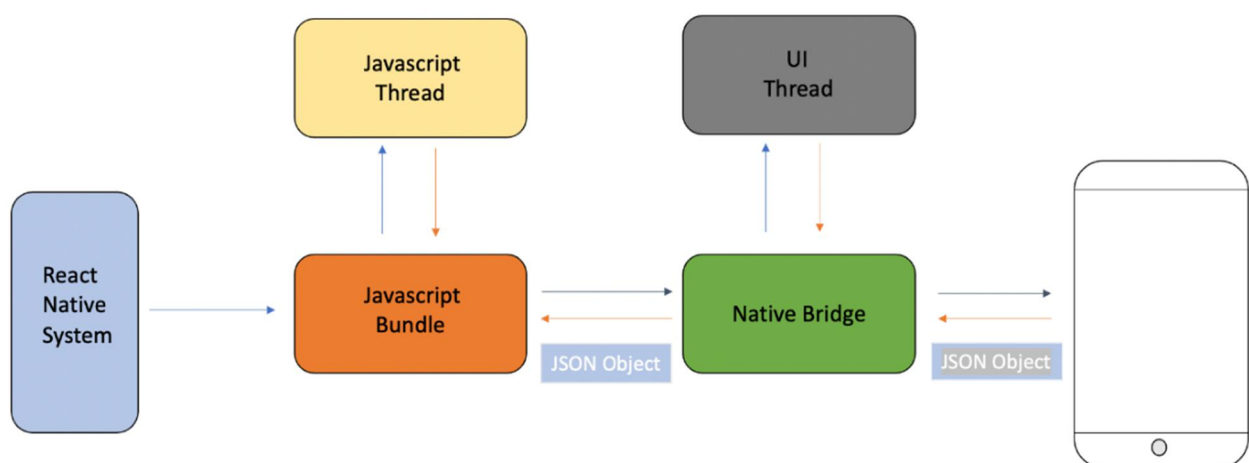 Javascript
Thread
UI
Thread
React
Native
System
Javascript
Bundle
Native Bridge
JSON Object
JSON Object